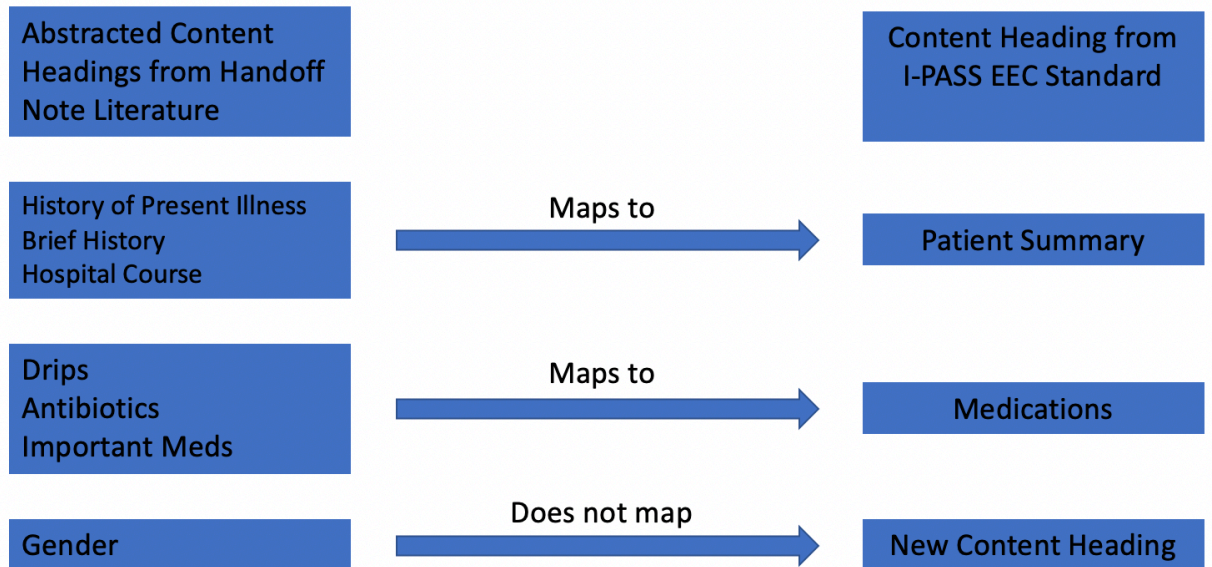 Abstracted Content
Headings from Handoff
Note Literature
Content Heading from
I-PASS EEC Standard
History of Present Illness
Brief History
Hospital Course
Maps to
Patient Summary
Drips
Antibiotics
Important Meds
Maps to
Medications
Gender
Does not map
New Content Heading